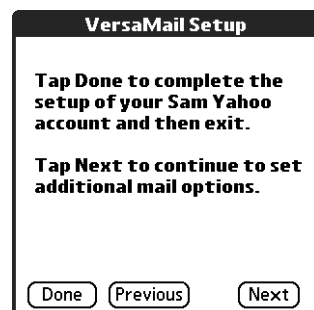 VersaMail Setup
Tap Done to complete the
setup of your Sam Yahoo
account and then exit.
Tap Next to continue to set
additional mail options.
Done Previous Next